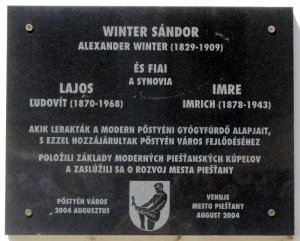 WINTER SÁNDOR
ALEXANDER WINTER (1829-1909)
ÉS FIAI
A SYNOVIA
LAJOS IMRE
ĽUDOVÍT (1870-1968) IMRICH (1878-1943)
AKIK LERAKTÁK A MODERN PÖSTYÉNI GYÓGYFÜRDŐ ALAPJAIT,
S EZZEL HOZZÁJÁRULTAK PÖSTYÉN VÁROS FEJLŐDÉSÉHEZ
POLOŽILI ZÁKLADY MODERNÝCH PIEŠŤANSKÝCH KÚPEĽOV
A ZASLÚŽILI SA O ROZVOJ MESTA PIEŠŤANY
PÖSTYÉN VÁROS VENUJE
2004 AUGUSZTUS MESTO PIEŠŤANY
AUGUST 2004